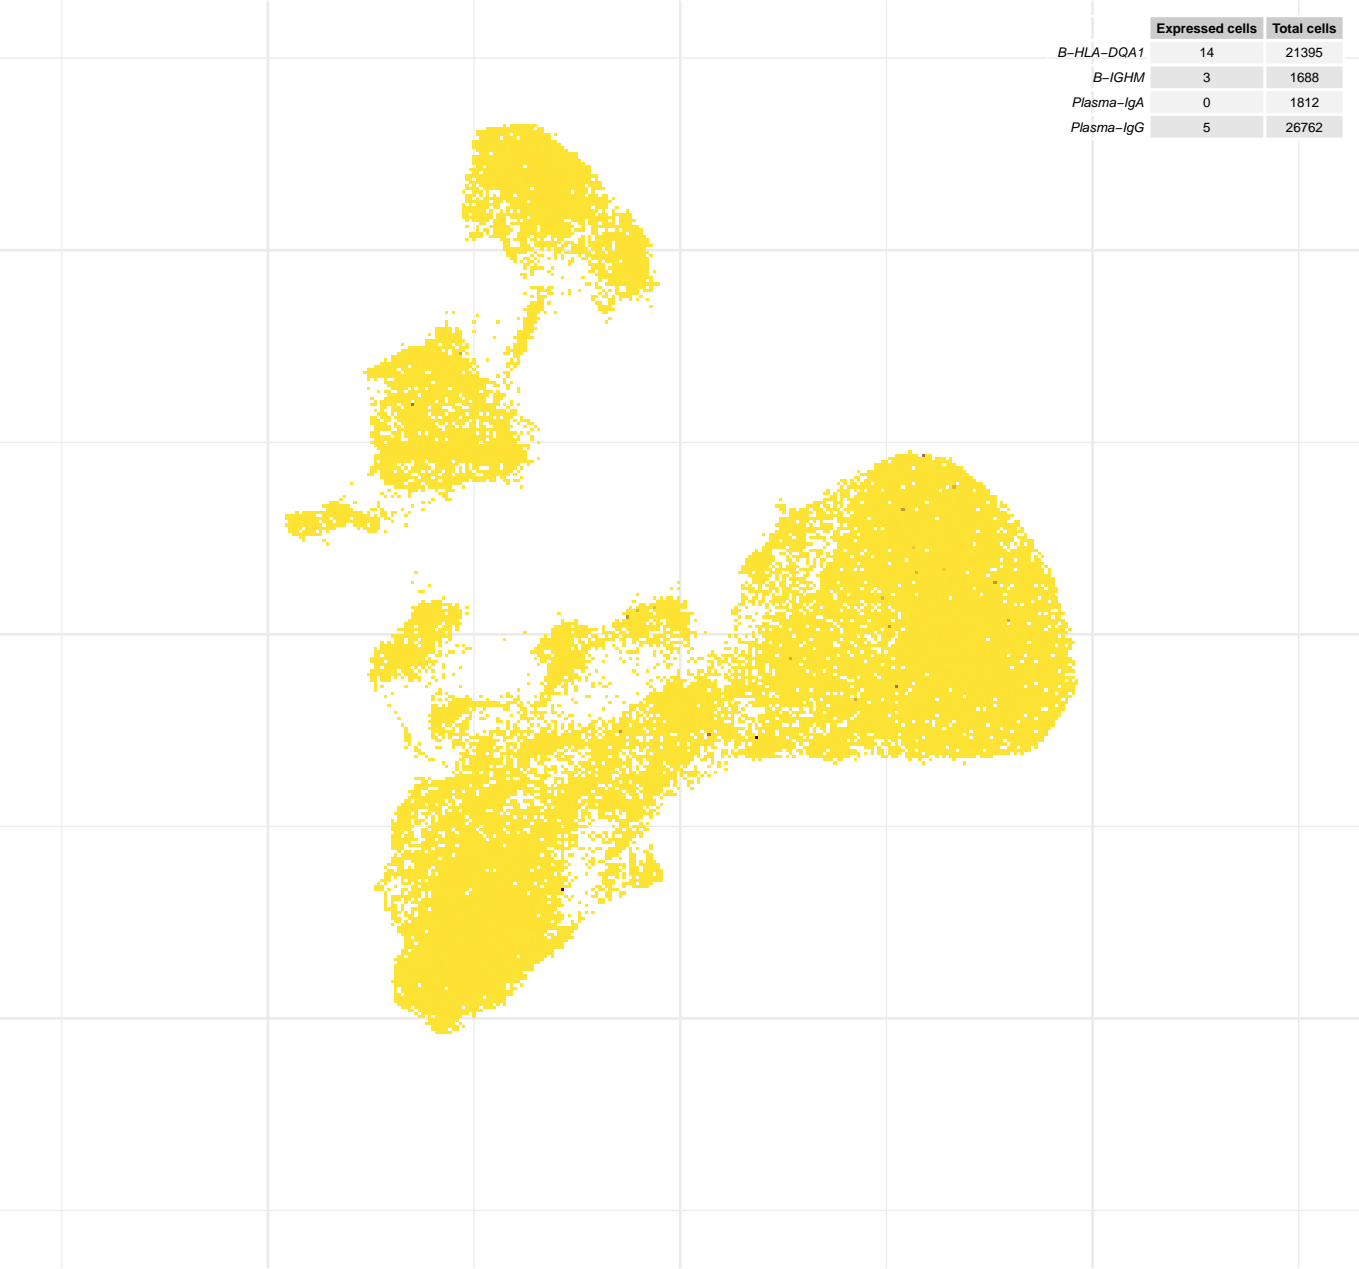 Expressed cells Total cells
B−HLA−DQA1 14 21395
B−IGHM 3 1688
Plasma−IgA 0 1812
Plasma−IgG 5 26762